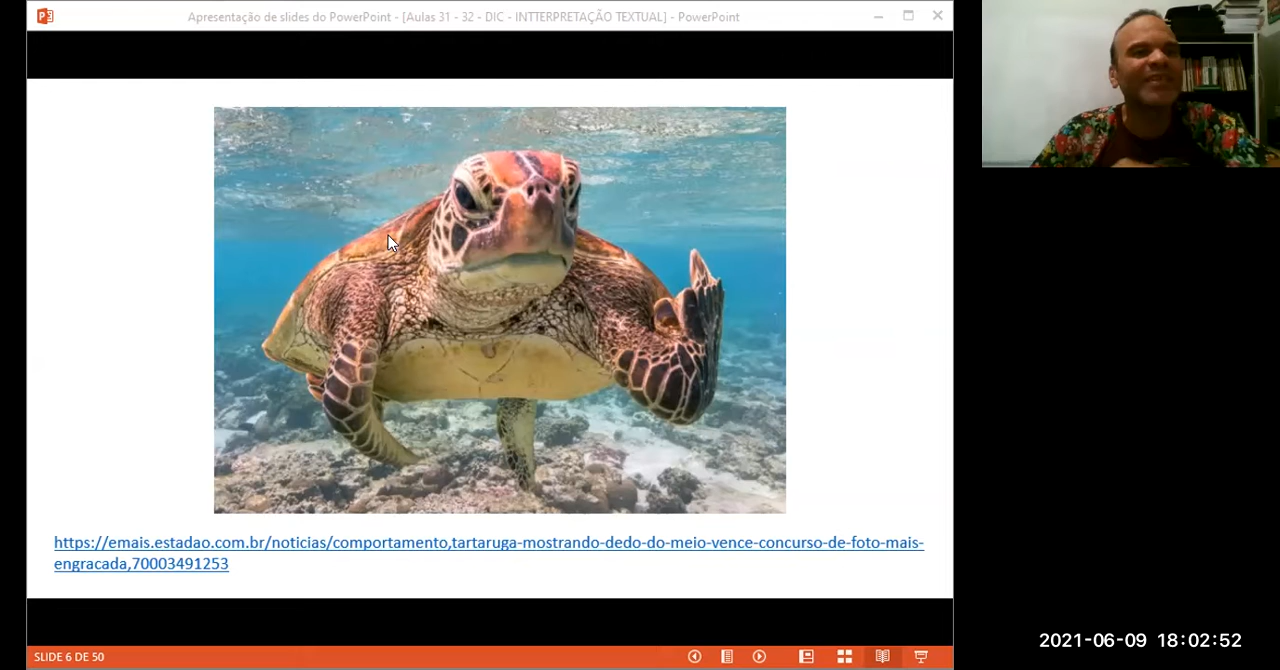 Apresentação de slides do PowerPoint - [Aulas 31 - 32 - DIC - INTTERPRETAÇÃO TEXTUAL] - PowerPoint
https://emais.estadao.com.br/noticias/comportamento,tartaruga-mostrando-dedo-do-meio-vence-concurso-de-foto-mais-
engracada,70003491253
2021-06-09 18:02:52
SLIDE 6 DE 50